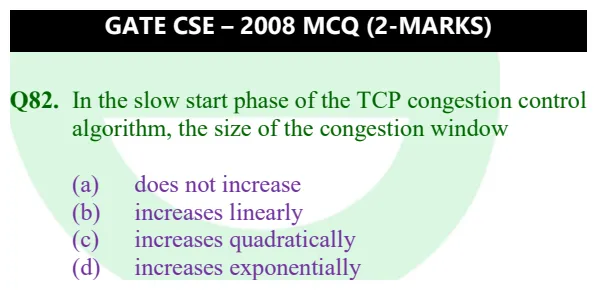 GATE CSE – 2008 MCQ (2-MARKS)
Q82. In the slow start phase of the TCP congestion control
algorithm, the size of the congestion window
(a) does not increase
(b) increases linearly
(c) increases quadratically
(d) increases exponentially